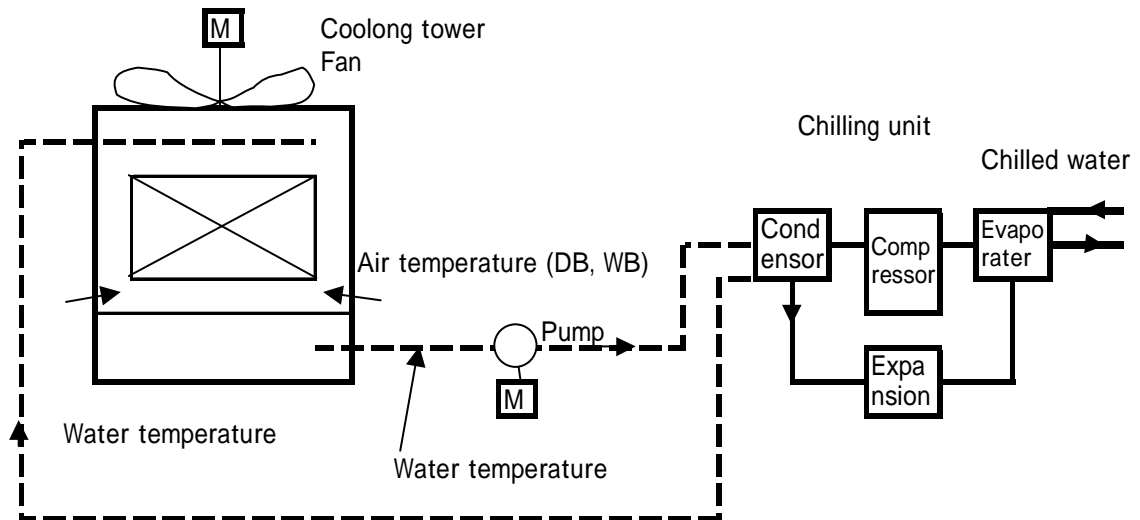 M
Coolong tower
Fan
Chilling unit
Chilled water
Cond
ensor
Comp
ressor
Evapo
rater
Air temperature (DB, WB)
Pump
M
Expa
nsion
Water temperature
Water temperature